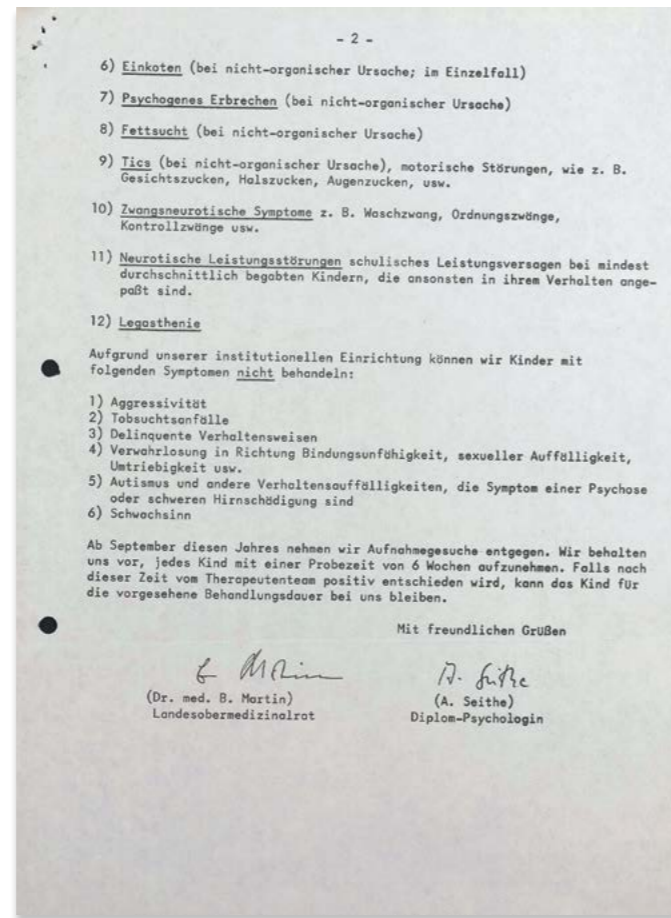 - 2 -
6) Einkoten (bei nicht-organischer Ursache; im Einzelfall)
7) Psychogenes Erbrechen (bei nicht-organischer Ursache)
8) Fettsucht (bei nicht-organischer Ursache)
9) Tics (bei nicht-organischer Ursache), motorische Störungen, wie z. B.
Gesichtszucken, Halszucken, Augenzucken, usw.
10) Zwangsneurotische Symptome z. B. Waschzwang, Ordnungszwänge,
Kontrollzwänge usw.
11) Neurotische Leistungsstörungen schulisches Leistungsversagen bei mindest
durchschnittlich begabten Kindern, die ansonsten in ihrem Verhalten ange-
paßt sind.
12) Legasthenie
Aufgrund unserer institutionellen Einrichtung können wir Kinder mit
folgenden Symptomen nicht behandeln:
1) Aggressivität
2) Tobsuchtsanfälle
3) Delinquente Verhaltensweisen
4) Verwahrlosung in Richtung Bindungsunfähigkeit, sexueller Auffälligkeit,
Umtriebigkeit usw.
5) Autismus und andere Verhaltensauffälligkeiten, die Symptom einer Psychose
oder schweren Hirnschädigung sind
6) Schwachsinn
Ab September diesen Jahres nehmen wir Aufnahmegesuche entgegen. Wir behalten
uns vor, jedes Kind mit einer Probezeit von 6 Wochen aufzunehmen. Falls nach
dieser Zeit vom Therapeutenteam positiv entschieden wird, kann das Kind für
die vorgesehene Behandlungsdauer bei uns bleiben.
Mit freundlichen Grüßen
B. Martin A. Seithe
(Dr. med. B. Martin) (A. Seithe)
Landesobermedizinalrat Diplom-Psychologin